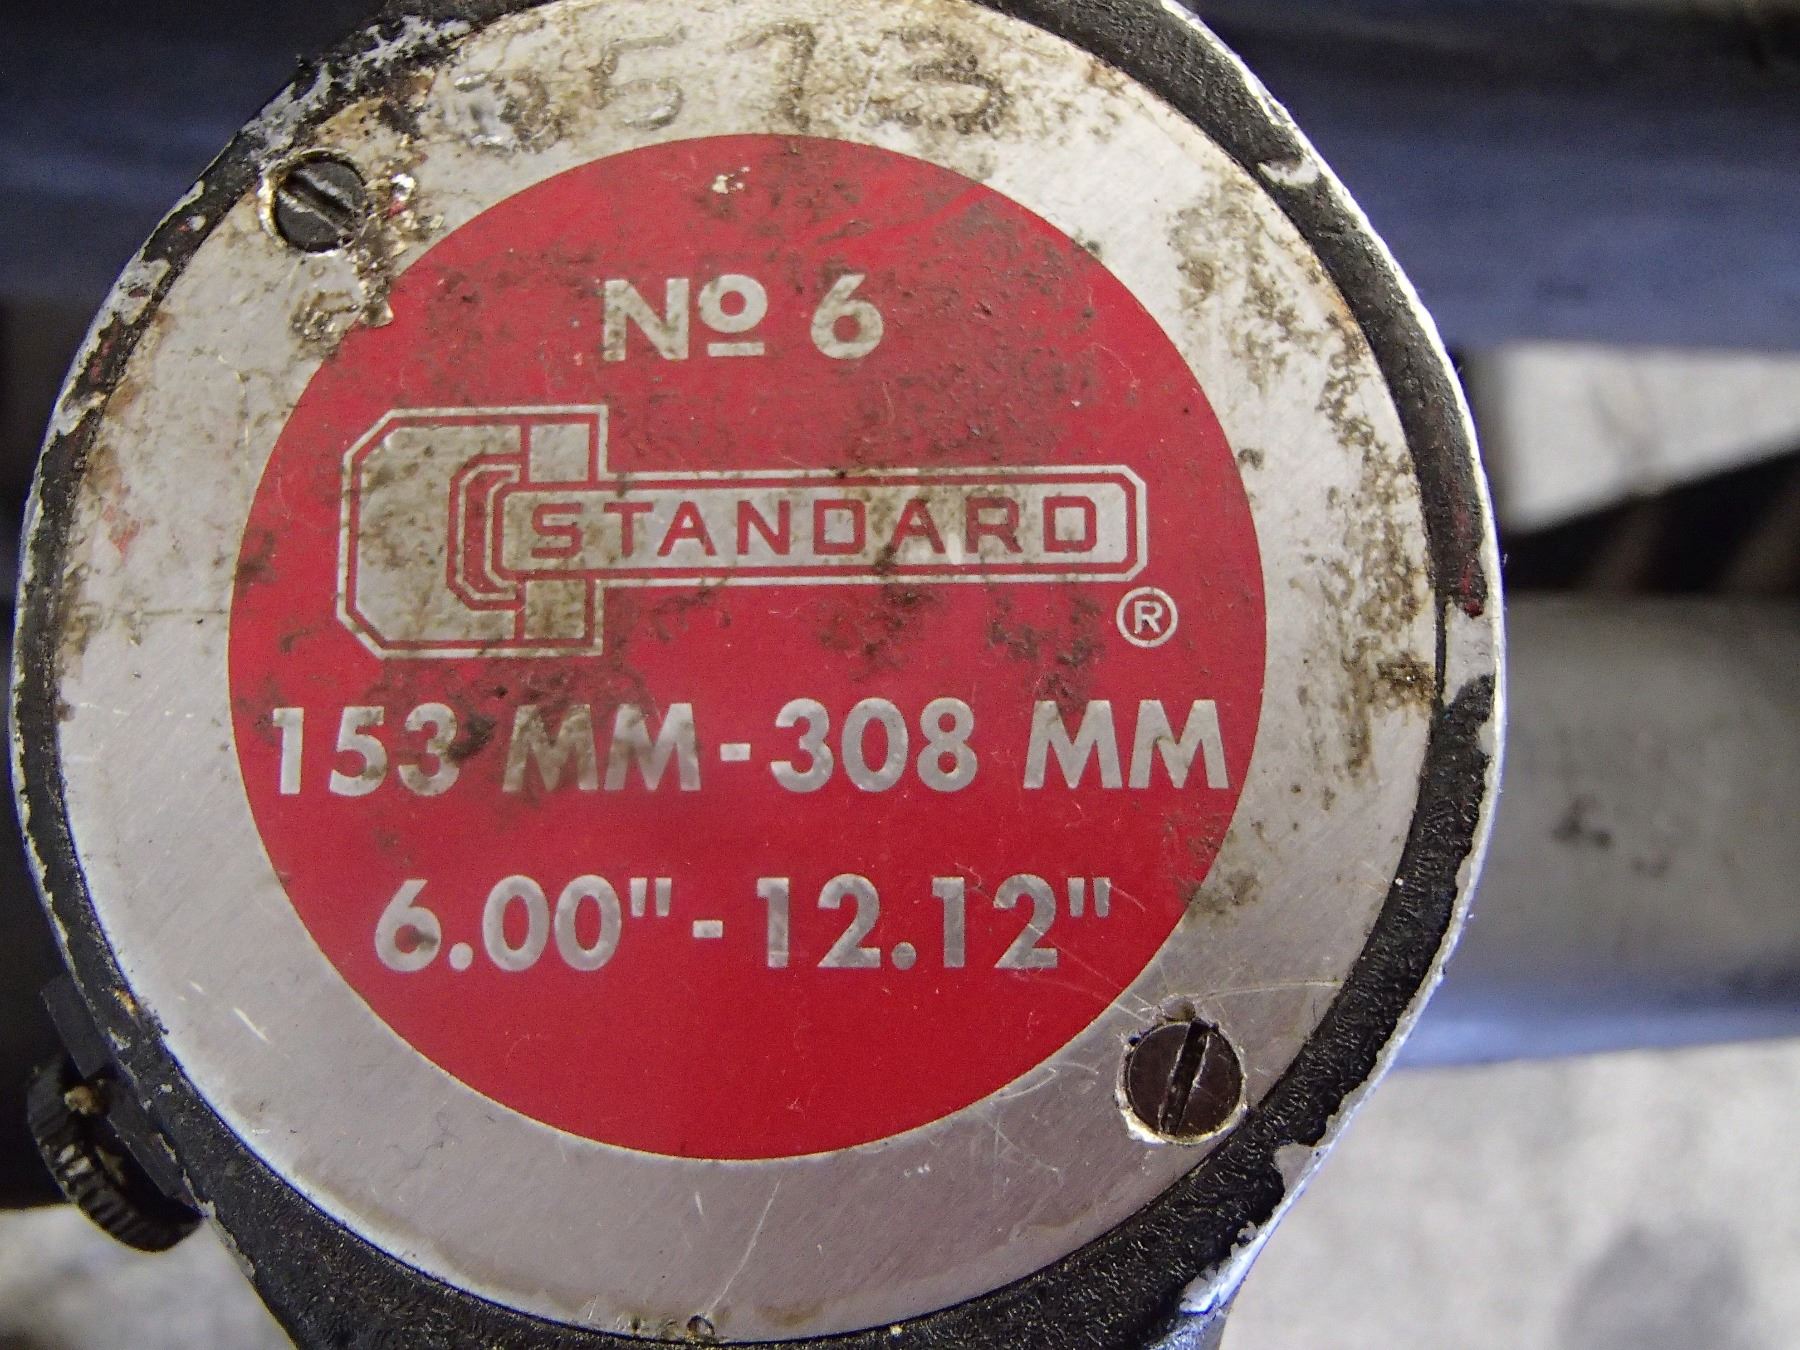 Nº 6
STANDARD
®
153 MM-308 MM
6.00"-12.12"